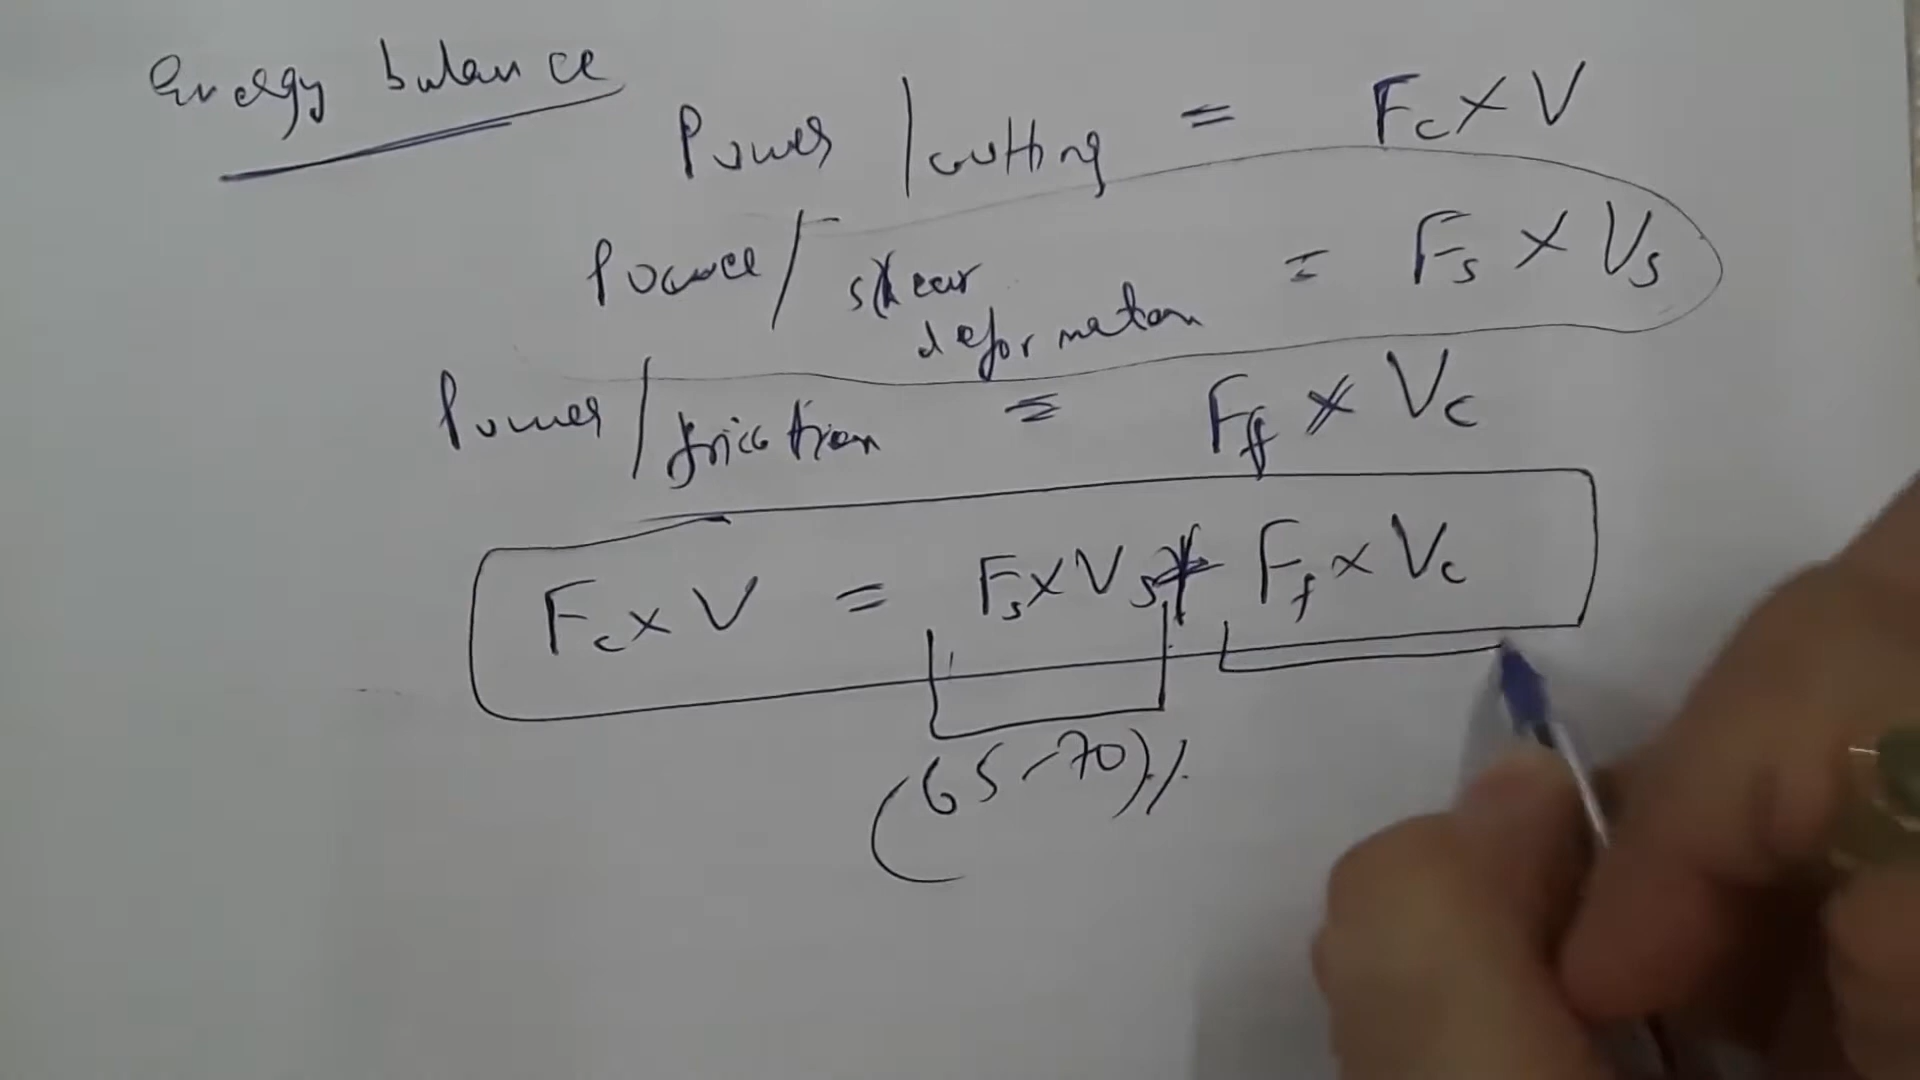 Energy balance
Power / cutting = Fc × V
Power / shear deformation = Fs × Vs
Power / friction = Ff × Vc
Fc × V = Fs × Vs + Ff × Vc
(65-70)%